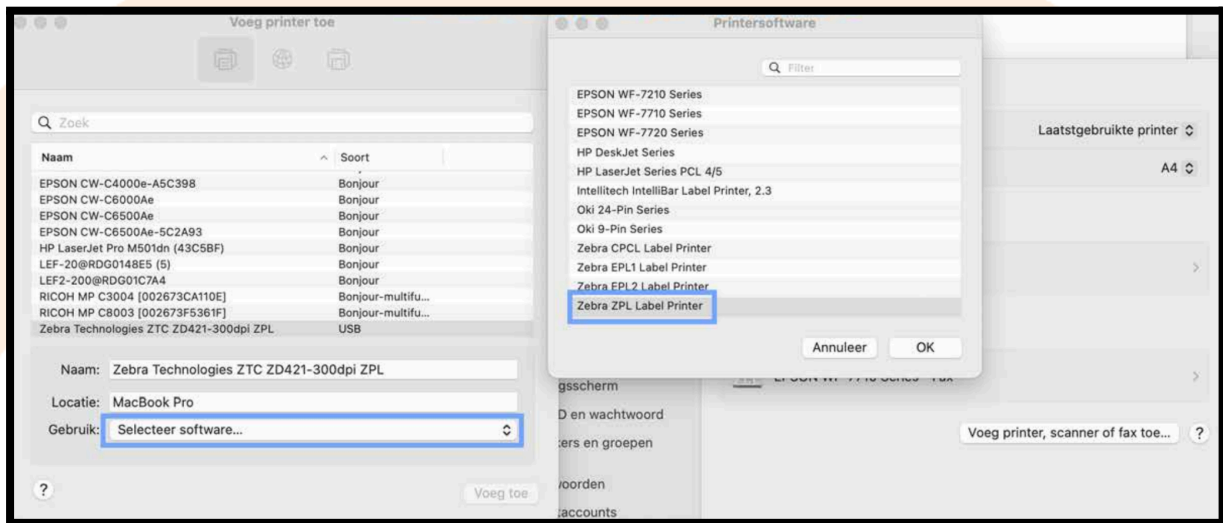 Voeg printer toe
Zoek
Naam
Soort
EPSON CW-C4000e-A5C398 Bonjour
EPSON CW-C6000Ae Bonjour
EPSON CW-C6500Ae Bonjour
EPSON CW-C6500Ae-5C2A93 Bonjour
HP LaserJet Pro M501dn (43C5BF) Bonjour
LEF-20@RDG0148E5 (5) Bonjour
LEF2-200@RDG01C7A4 Bonjour
RICOH MP C3004 [002673CA110E] Bonjour-multifu...
RICOH MP C8003 [002673F5361F] Bonjour-multifu...
Zebra Technologies ZTC ZD421-300dpi ZPL USB
Naam: Zebra Technologies ZTC ZD421-300dpi ZPL
Locatie: MacBook Pro
Gebruik: Selecteer software...
?
Voeg toe
Printersoftware
Filter
EPSON WF-7210 Series
EPSON WF-7710 Series
EPSON WF-7720 Series
HP DeskJet Series
HP LaserJet Series PCL 4/5
Intellitech IntelliBar Label Printer, 2.3
Oki 24-Pin Series
Oki 9-Pin Series
Zebra CPCL Label Printer
Zebra EPL1 Label Printer
Zebra EPL2 Label Printer
Zebra ZPL Label Printer
Annuleer
OK
Laatstgebruikte printer
A4
gsscherm
D en wachtwoord
ers en groepen
woorden
accounts
Voeg printer, scanner of fax toe...
?